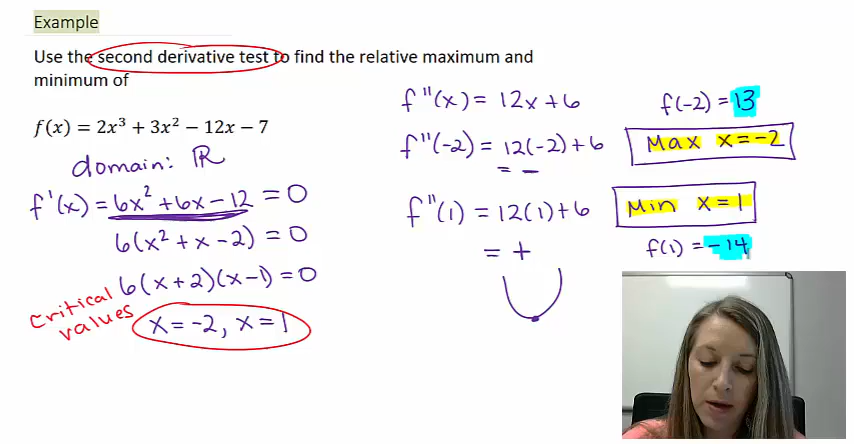 Example
Use the second derivative test to find the relative maximum and
minimum of
f(x) = 2x³ + 3x² − 12x − 7
domain: ℝ
f'(x) = 6x² + 6x − 12 = 0
6(x² + x − 2) = 0
6(x + 2)(x − 1) = 0
Critical
values
x = −2, x = 1
f"(x) = 12x + 6
f"(−2) = 12(−2) + 6
= −
f"(1) = 12(1) + 6
= +
f(−2) = 13
Max x = −2
Min x = 1
f(1) = −14